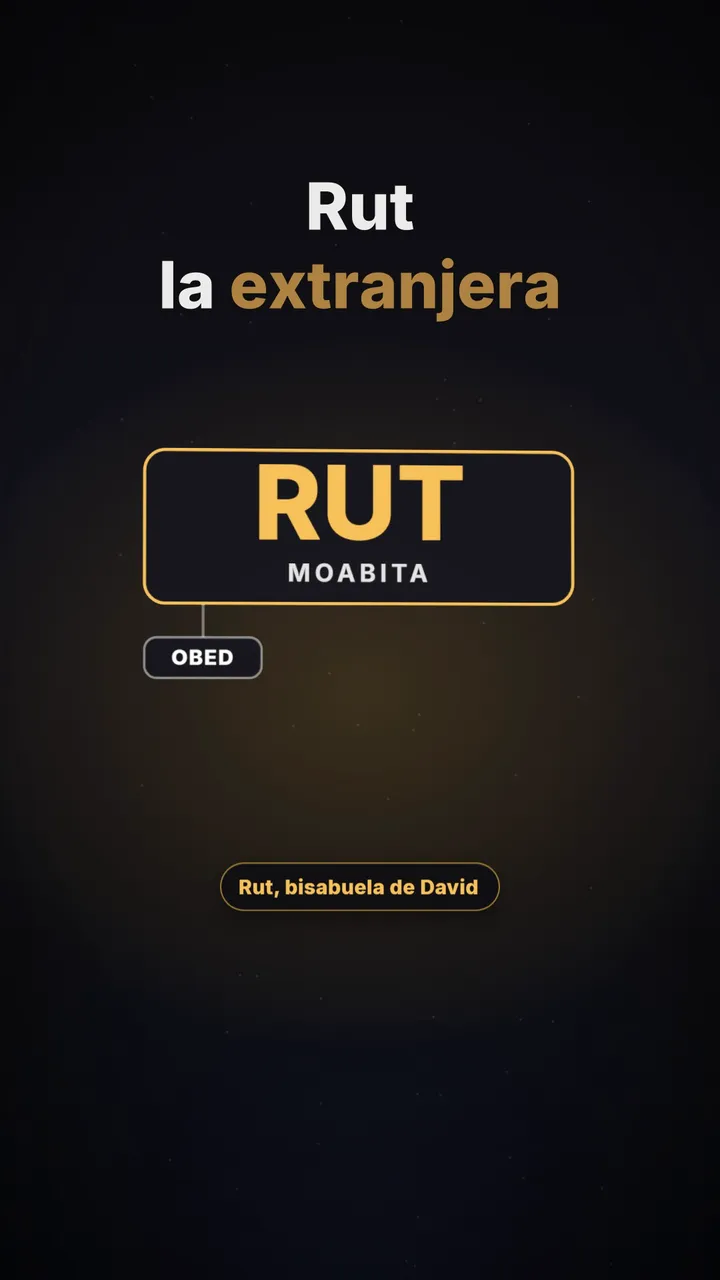 Rut
la extranjera
RUT
MOABITA
OBED
Rut, bisabuela de David